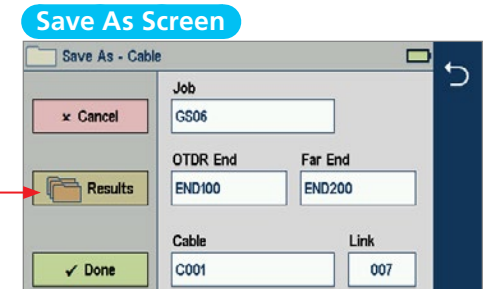 Save As Screen
Save As - Cable
Job
× Cancel
GS06
OTDR End
Far End
Results
END100
END200
Cable
Link
✓ Done
C001
007